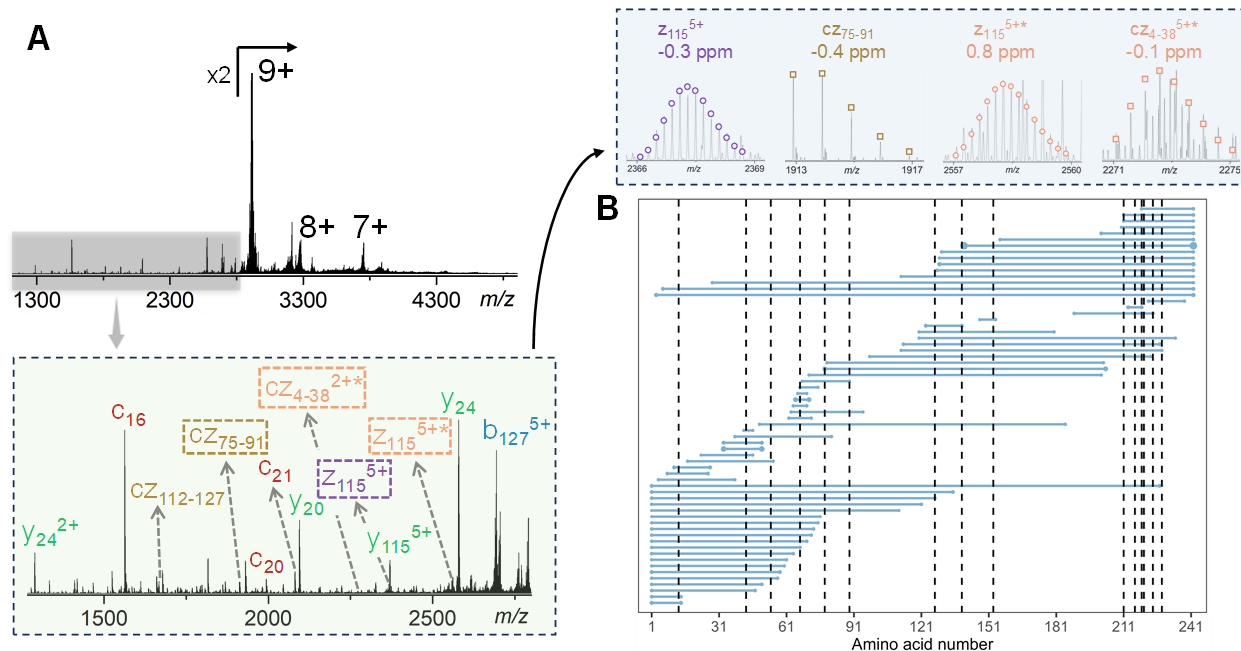 A
x2
9+
8+
7+
1300 2300 3300 4300 m/z
cz4-38 2+*
y24
c16
cz75-91
z115 5+*
b127 5+
c21
z115 5+
cz112-127
y20
y24 2+
c20
y115 5+
1500 2000 2500 m/z
z115 5+ cz75-91 z115 5+* cz4-38 5+*
-0.3 ppm -0.4 ppm 0.8 ppm -0.1 ppm
2366 m/z 2369 1913 m/z 1917 2557 m/z 2560 2271 m/z 2275
B
1 31 61 91 121 151 181 211 241
Amino acid number